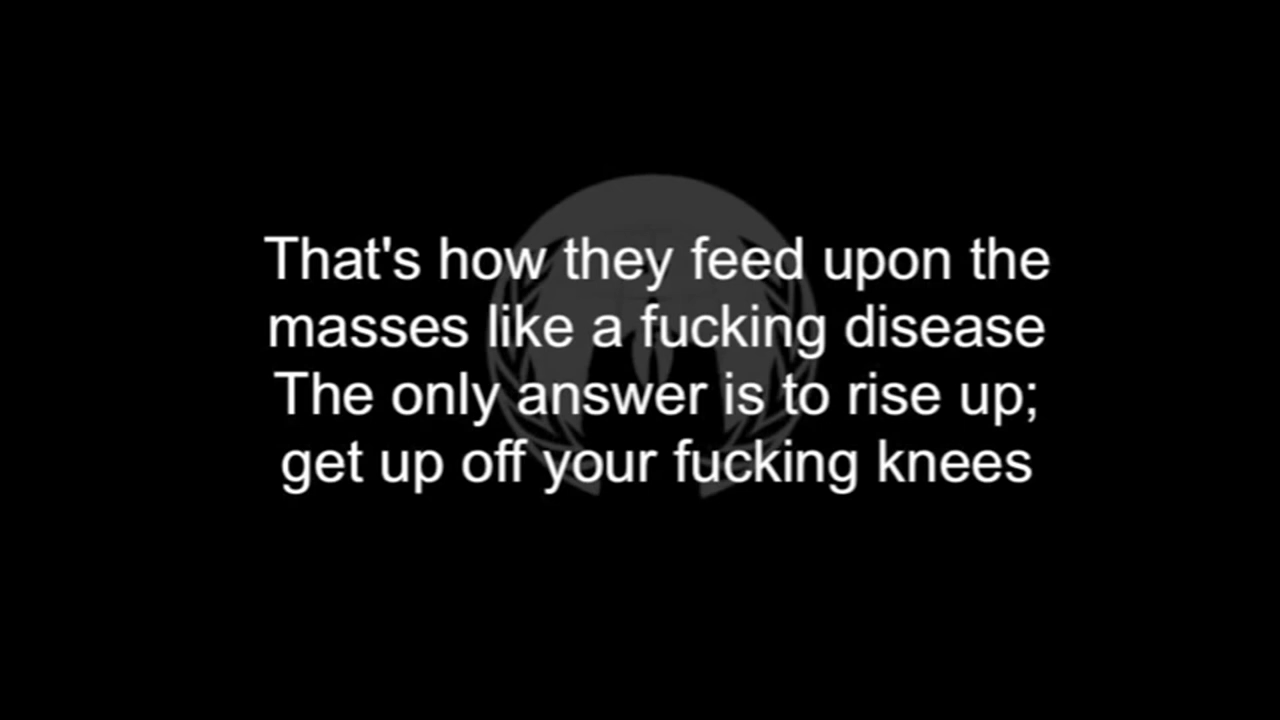 That's how they feed upon the
masses like a fucking disease
The only answer is to rise up;
get up off your fucking knees